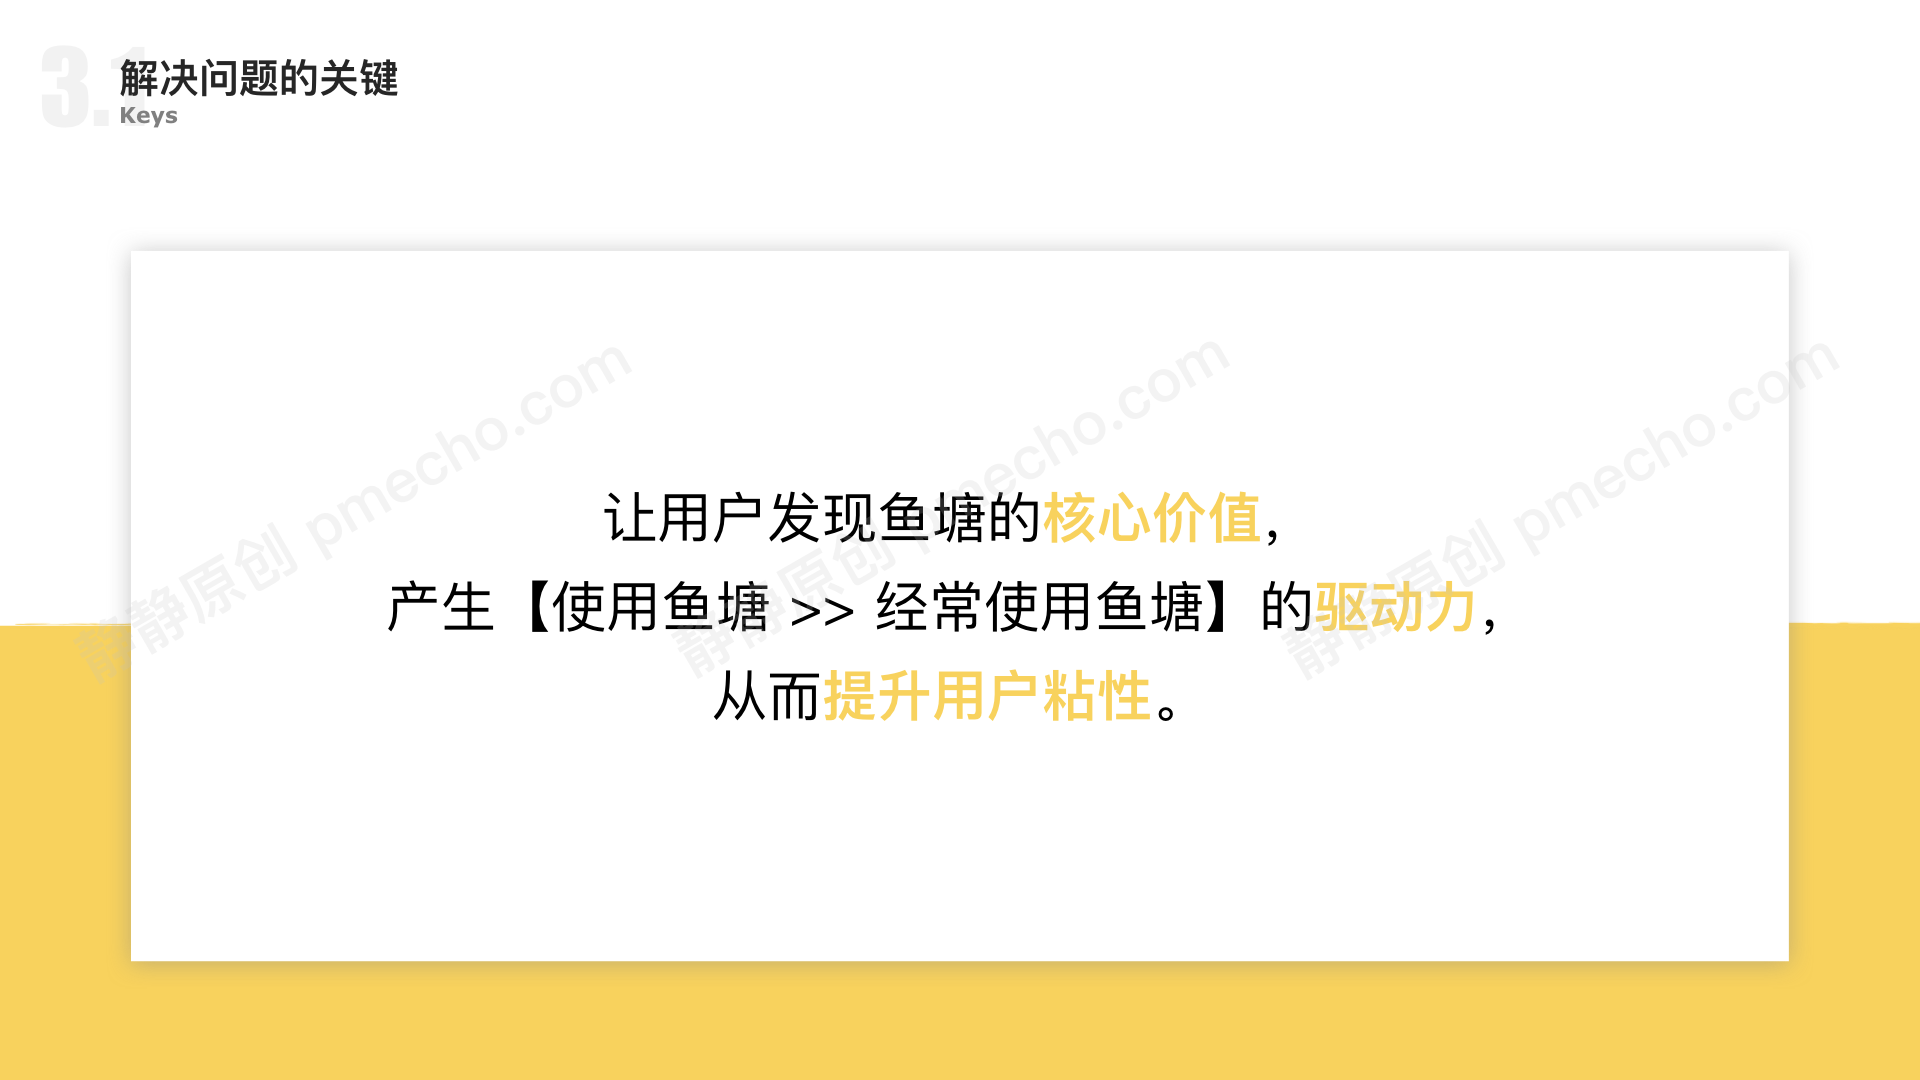 3.1
解决问题的关键
Keys
让用户发现鱼塘的核心价值，
产生【使用鱼塘 >> 经常使用鱼塘】的驱动力，
从而提升用户粘性。
静静原创 pmecho.com
静静原创 pmecho.com
静静原创 pmecho.com